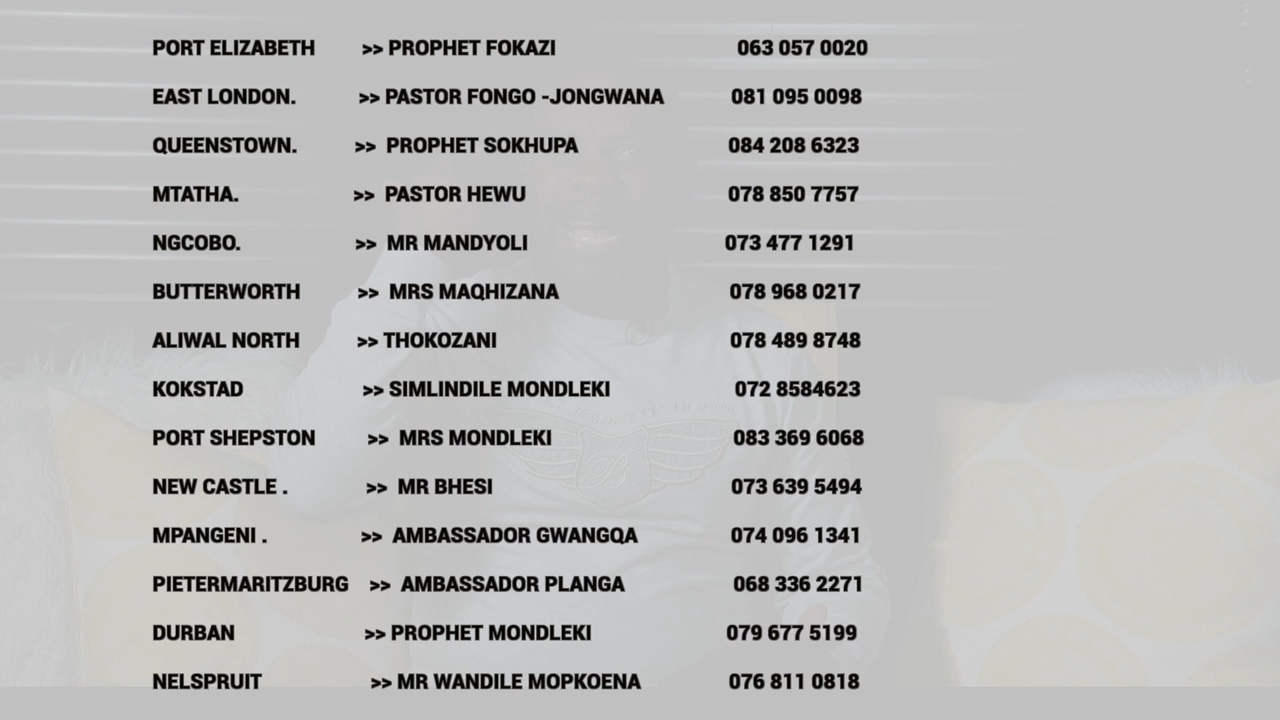 PORT ELIZABETH >> PROPHET FOKAZI 063 057 0020
EAST LONDON. >> PASTOR FONGO -JONGWANA 081 095 0098
QUEENSTOWN. >> PROPHET SOKHUPA 084 208 6323
MTATHA. >> PASTOR HEWU 078 850 7757
NGCOBO. >> MR MANDYOLI 073 477 1291
BUTTERWORTH >> MRS MAQHIZANA 078 968 0217
ALIWAL NORTH >> THOKOZANI 078 489 8748
KOKSTAD >> SIMLINDILE MONDLEKI 072 8584623
PORT SHEPSTON >> MRS MONDLEKI 083 369 6068
NEW CASTLE . >> MR BHESI 073 639 5494
MPANGENI . >> AMBASSADOR GWANGQA 074 096 1341
PIETERMARITZBURG >> AMBASSADOR PLANGA 068 336 2271
DURBAN >> PROPHET MONDLEKI 079 677 5199
NELSPRUIT >> MR WANDILE MOPKOENA 076 811 0818